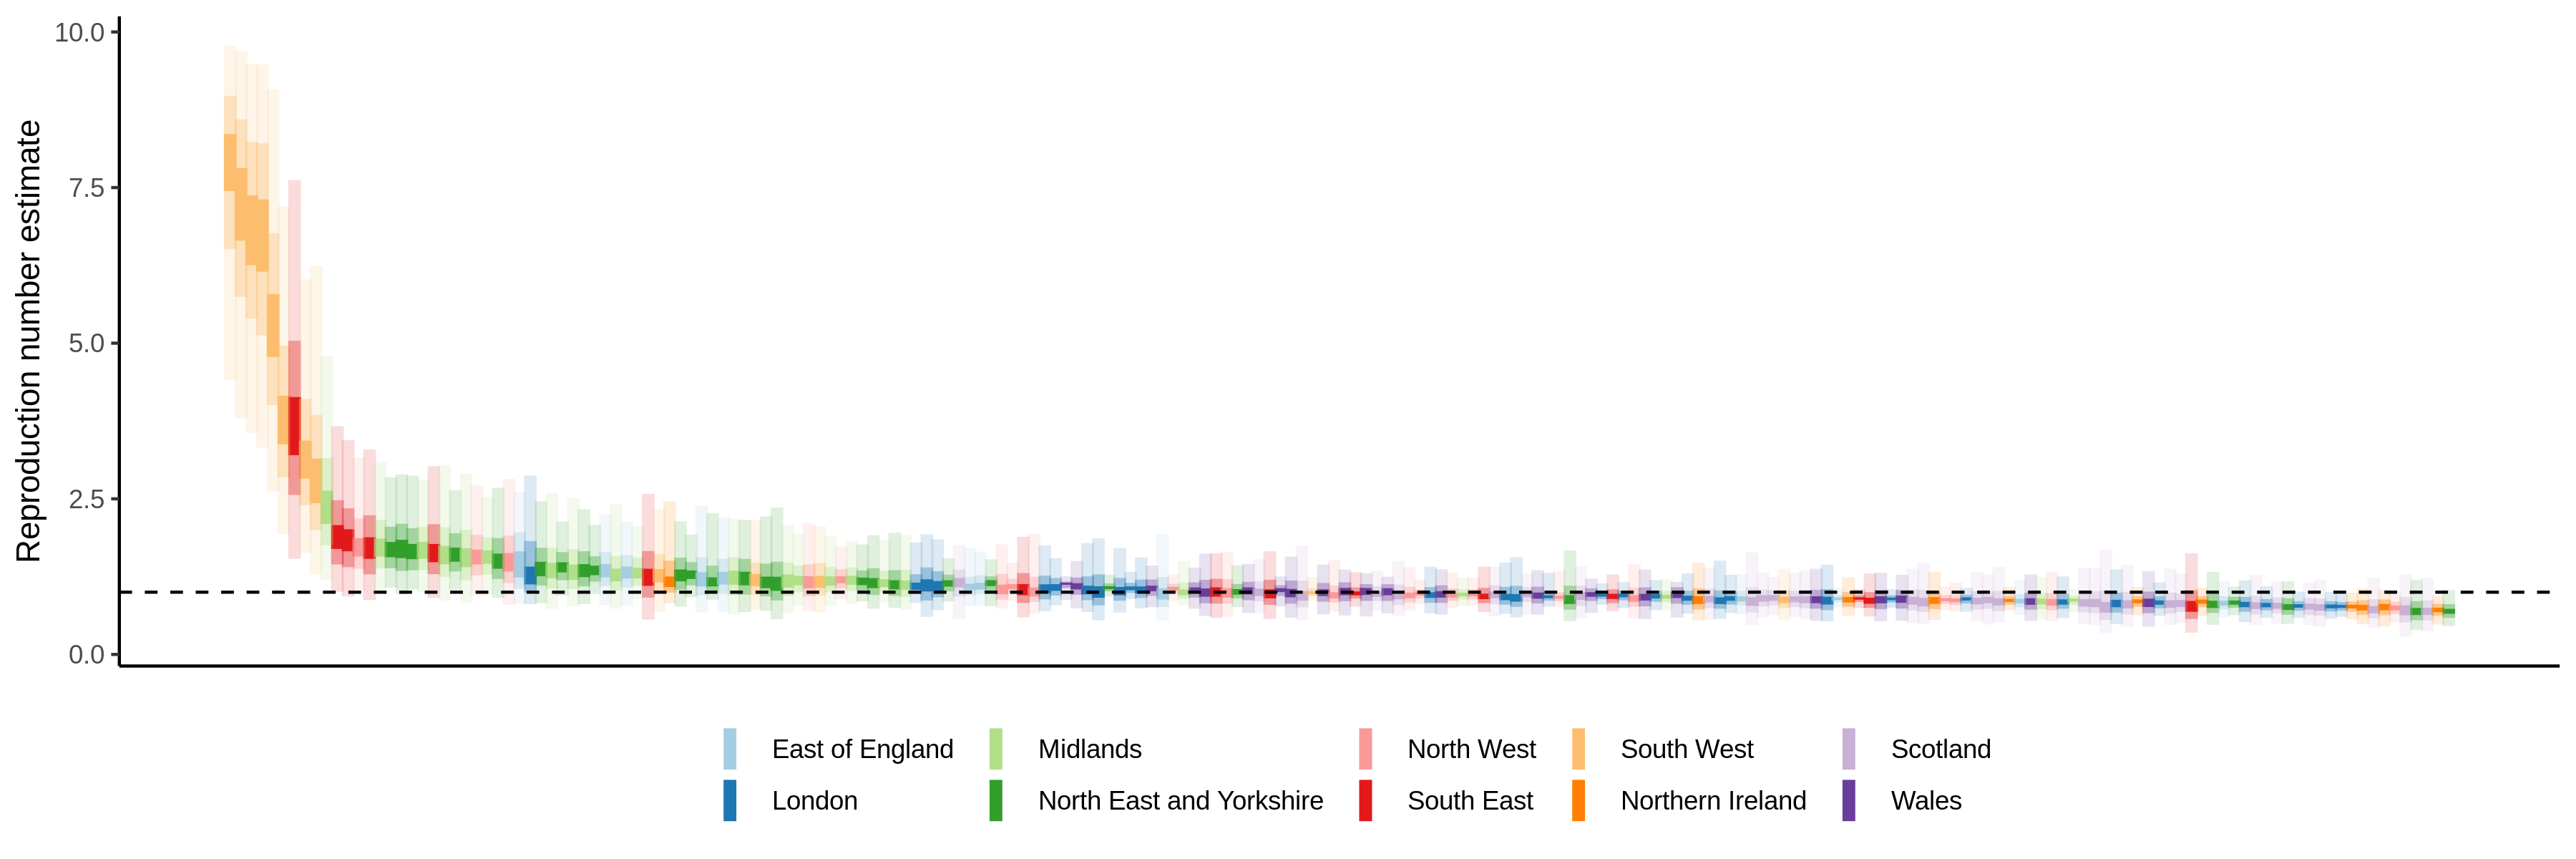 Reproduction number estimate
10.0
7.5
5.0
2.5
0.0
East of England
Midlands
North West
South West
Scotland
London
North East and Yorkshire
South East
Northern Ireland
Wales